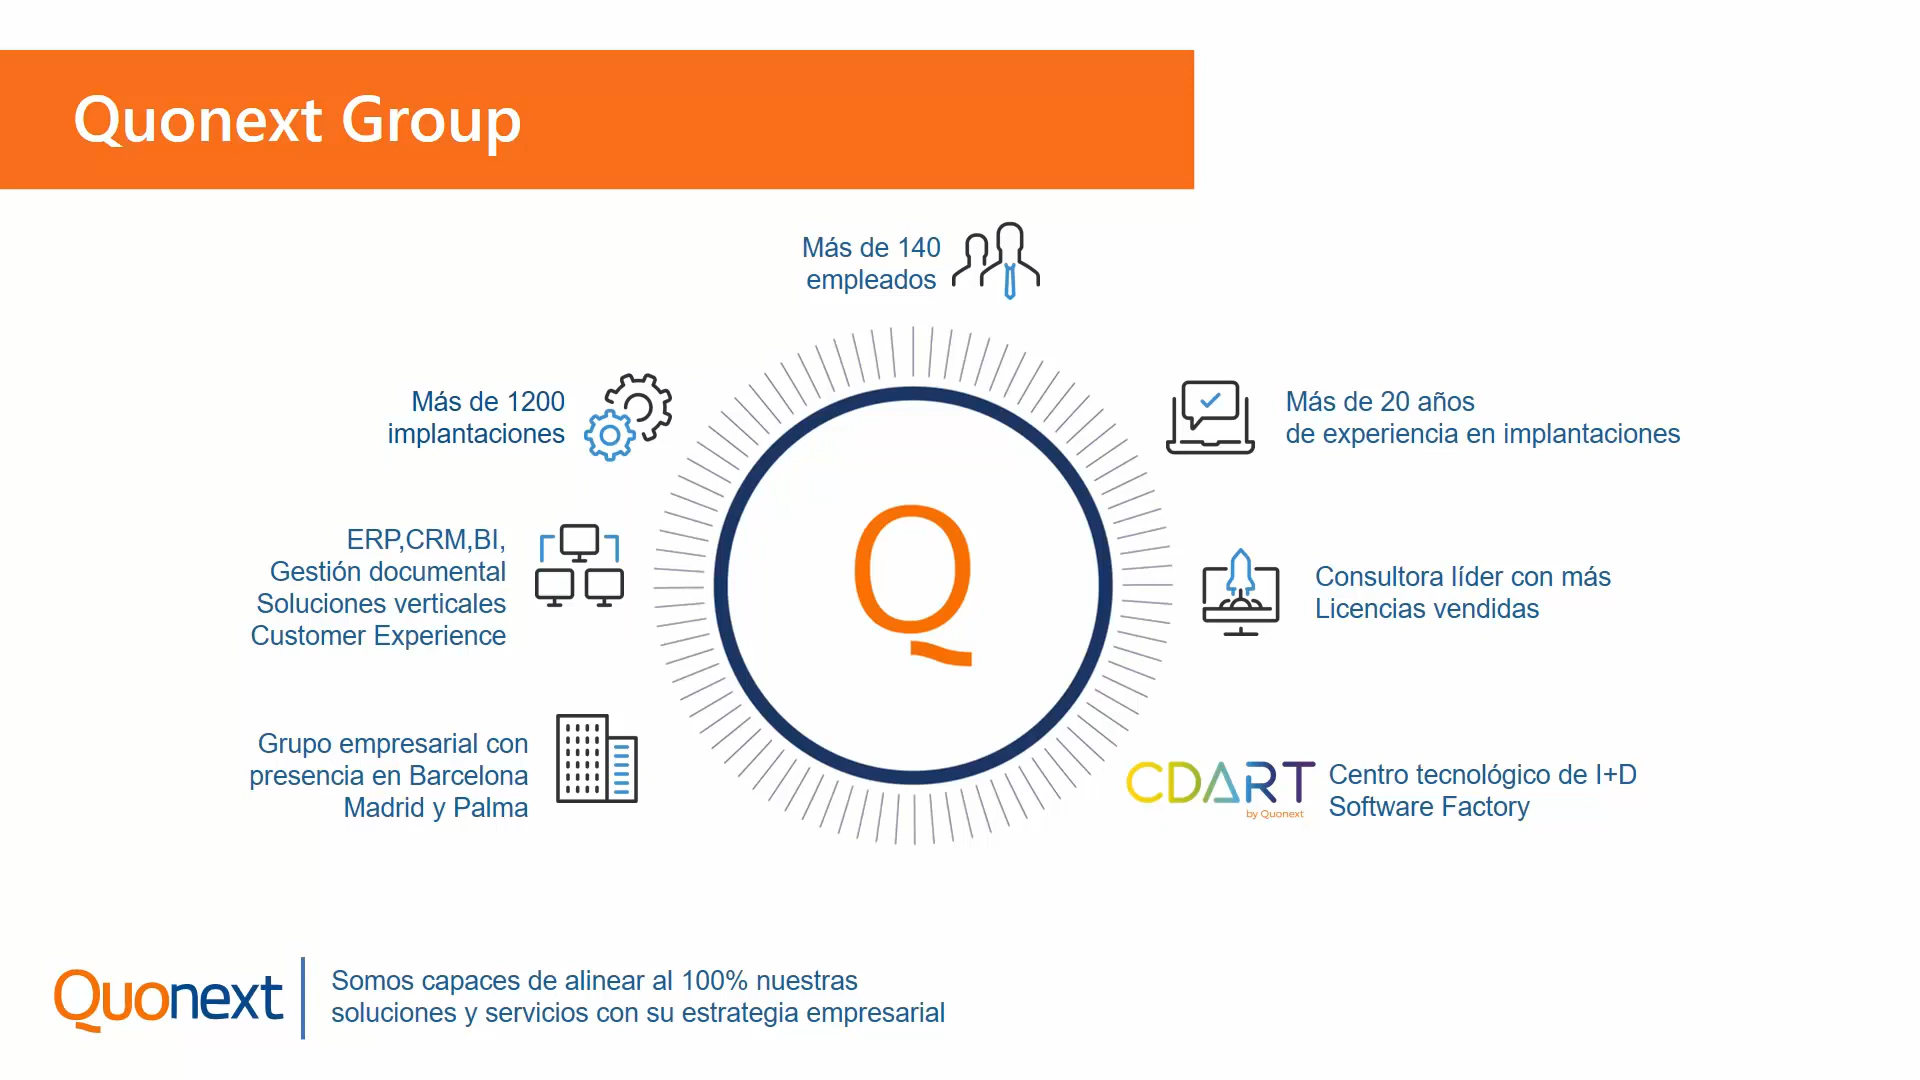 Quonext Group
Más de 140
empleados
Más de 1200
implantaciones
Más de 20 años
de experiencia en implantaciones
ERP,CRM,BI,
Gestión documental
Soluciones verticales
Customer Experience
Q
Consultora líder con más
Licencias vendidas
Grupo empresarial con
presencia en Barcelona
Madrid y Palma
CDART
by Quonext
Centro tecnológico de I+D
Software Factory
Quonext
Somos capaces de alinear al 100% nuestras
soluciones y servicios con su estrategia empresarial